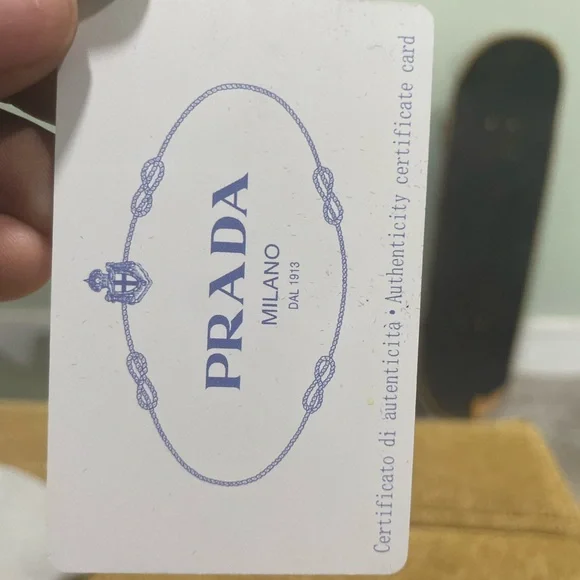 PRADA
MILANO
DAL 1913
Certificato di autenticità • Authenticity certificate card